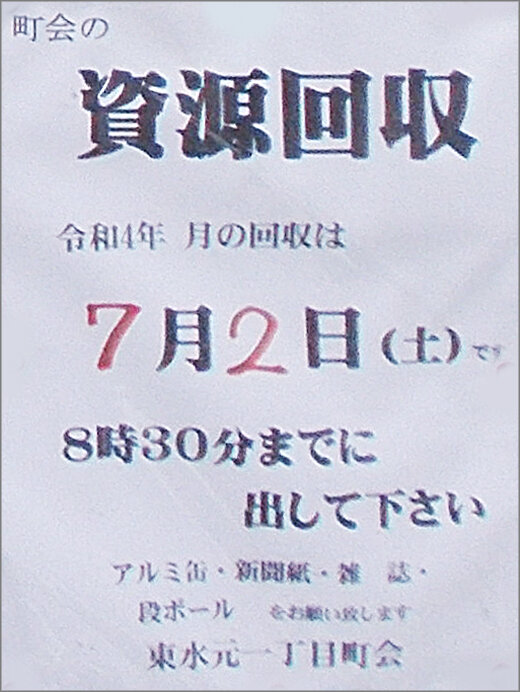 町会の
資源回収
令和4年 月の回収は
7月2日(土)です
8時30分までに
出して下さい
アルミ缶・新聞紙・雑 誌・
段ボール をお願い致します
東水元一丁目町会